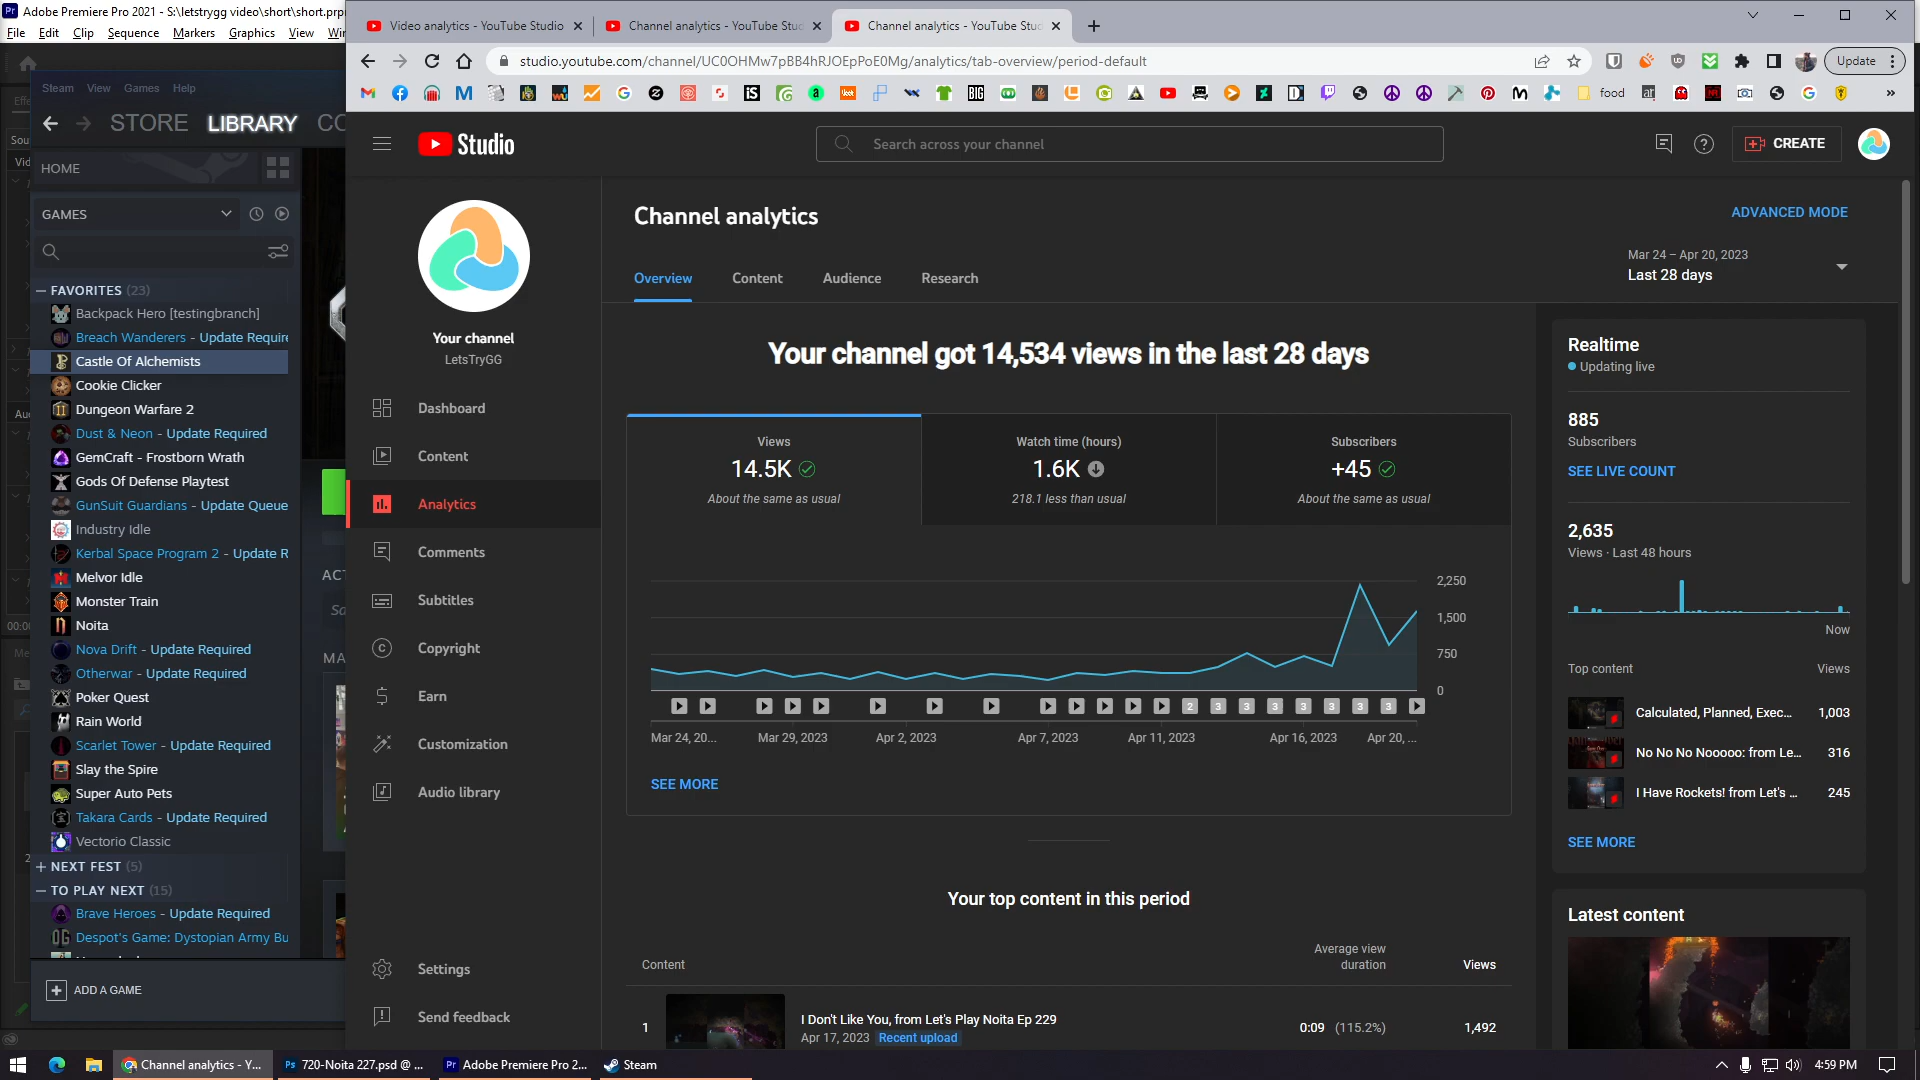 Adobe Premiere Pro 2021 - S:\letstrygg video\short\short.prpr
File Edit Clip Sequence Markers Graphics View
Video analytics - YouTube Studio
Channel analytics - YouTube Stud
Channel analytics - YouTube Stud
studio.youtube.com/channel/UC0OHMw7pBB4hRJOEpPoE0Mg/analytics/tab-overview/period-default
Update
food
Steam View Games Help
STORE LIBRARY CO
HOME
GAMES
FAVORITES (23)
Backpack Hero [testingbranch]
Breach Wanderers - Update Require
Castle Of Alchemists
Cookie Clicker
Dungeon Warfare 2
Dust & Neon - Update Required
GemCraft - Frostborn Wrath
Gods Of Defense Playtest
GunSuit Guardians - Update Queue
Industry Idle
Kerbal Space Program 2 - Update R
Melvor Idle
Monster Train
Noita
Nova Drift - Update Required
Otherwar - Update Required
Poker Quest
Rain World
Scarlet Tower - Update Required
Slay the Spire
Super Auto Pets
Takara Cards - Update Required
Vectorio Classic
NEXT FEST (5)
TO PLAY NEXT (15)
Brave Heroes - Update Required
Despot's Game: Dystopian Army Bu
ADD A GAME
Studio
Search across your channel
CREATE
Your channel
LetsTryGG
Dashboard
Content
Analytics
Comments
Subtitles
Copyright
Earn
Customization
Audio library
Settings
Send feedback
Channel analytics
ADVANCED MODE
Overview Content Audience Research
Mar 24 – Apr 20, 2023
Last 28 days
Your channel got 14,534 views in the last 28 days
Views
14.5K
About the same as usual
Watch time (hours)
1.6K
218.1 less than usual
Subscribers
+45
About the same as usual
2,250
1,500
750
0
2 3 3 3 3 3 3 3
Mar 24, 20... Mar 29, 2023 Apr 2, 2023 Apr 7, 2023 Apr 11, 2023 Apr 16, 2023 Apr 20, ...
SEE MORE
Your top content in this period
Content
Average view duration
Views
1
I Don't Like You, from Let's Play Noita Ep 229
Apr 17, 2023 Recent upload
0:09 (115.2%) 1,492
Realtime
Updating live
885
Subscribers
SEE LIVE COUNT
2,635
Views · Last 48 hours
Now
Top content Views
Calculated, Planned, Exec... 1,003
No No No Nooooo: from Le... 316
I Have Rockets! from Let's ... 245
SEE MORE
Latest content
Channel analytics - Y...
720-Noita 227.psd @ ...
Adobe Premiere Pro 2...
Steam
4:59 PM